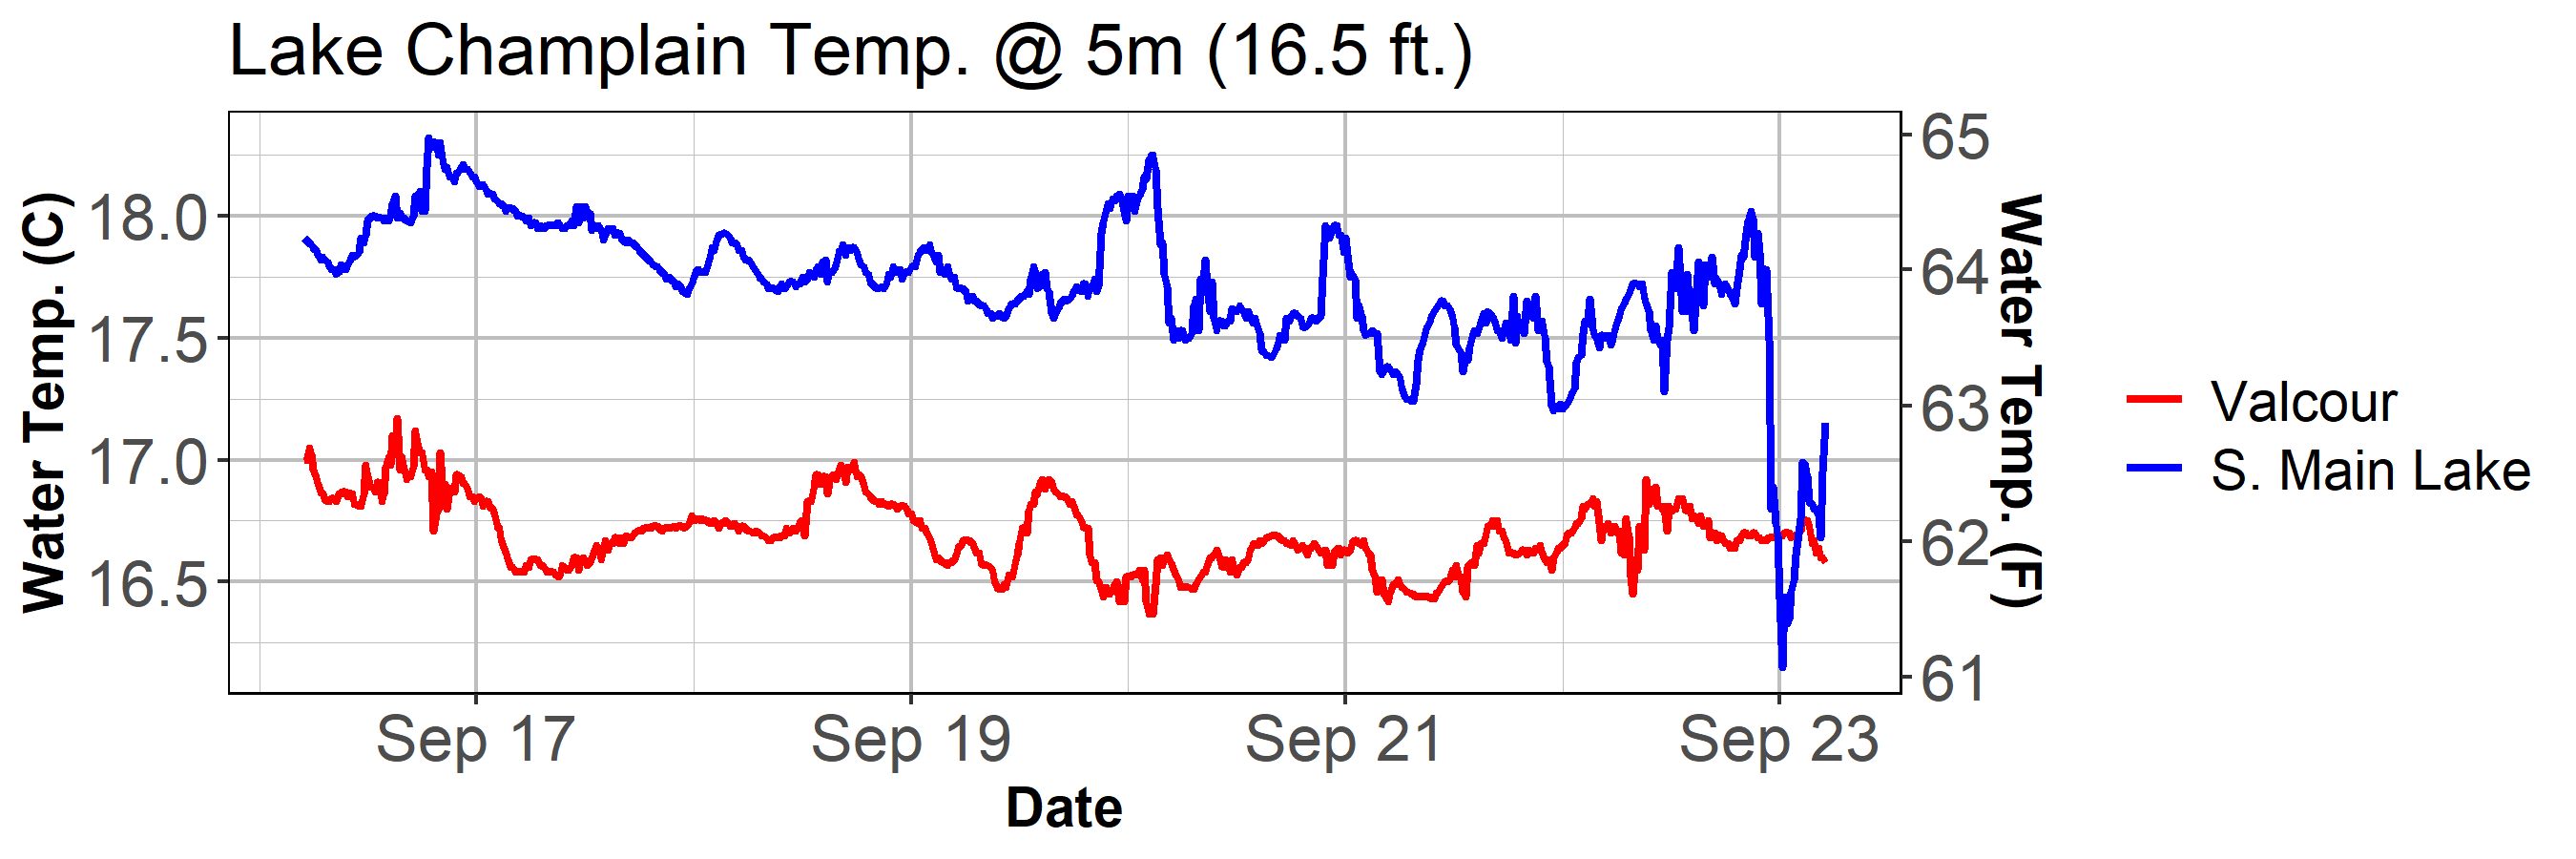 Lake Champlain Temp. @ 5m (16.5 ft.)
Water Temp. (C)
18.0
17.5
17.0
16.5
65
64
63
62
61
Water Temp. (F)
Sep 17
Sep 19
Sep 21
Sep 23
Date
Valcour
S. Main Lake